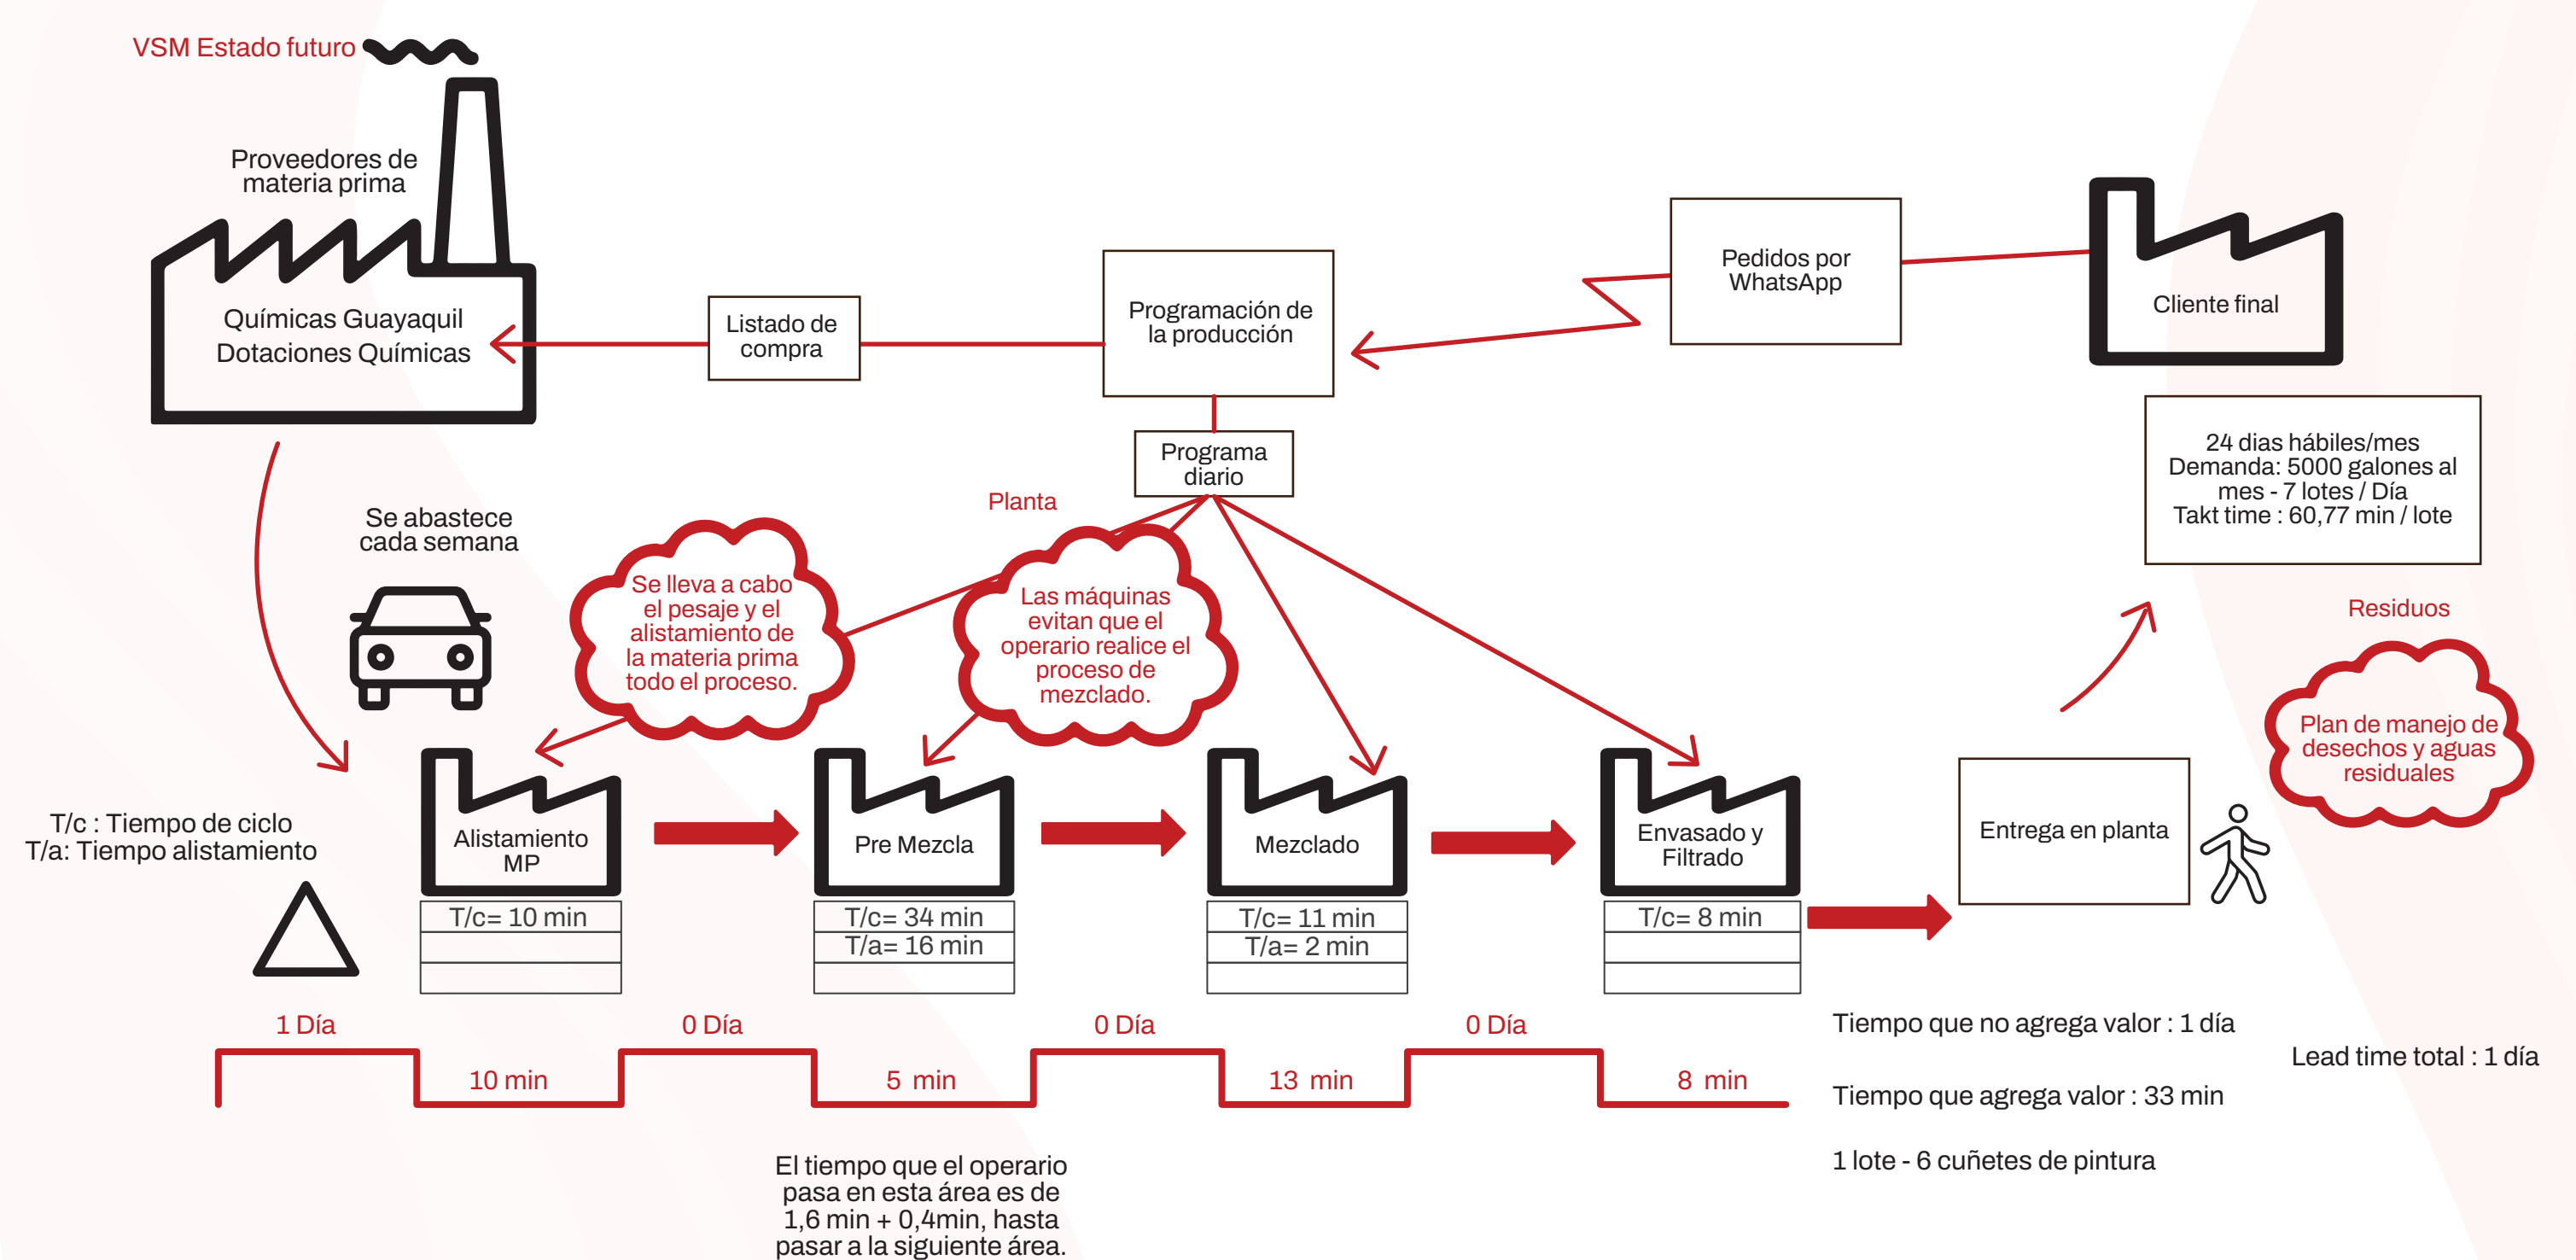 VSM Estado futuro
Proveedores de
materia prima
Químicas Guayaquil
Dotaciones Químicas
Listado de
compra
Programación de
la producción
Pedidos por
WhatsApp
Cliente final
24 dias hábiles/mes
Demanda: 5000 galones al
mes - 7 lotes / Día
Takt time : 60,77 min / lote
Programa
diario
Planta
Se abastece
cada semana
Se lleva a cabo
el pesaje y el
alistamiento de
la materia prima
todo el proceso.
Las máquinas
evitan que el
operario realice el
proceso de
mezclado.
Residuos
Plan de manejo de
desechos y aguas
residuales
T/c : Tiempo de ciclo
T/a: Tiempo alistamiento
Alistamiento
MP
T/c= 10 min
Pre Mezcla
T/c= 34 min
T/a= 16 min
Mezclado
T/c= 11 min
T/a= 2 min
Envasado y
Filtrado
T/c= 8 min
Entrega en planta
1 Día
0 Día
0 Día
0 Día
10 min
5 min
13 min
8 min
Tiempo que no agrega valor : 1 día
Lead time total : 1 día
Tiempo que agrega valor : 33 min
1 lote - 6 cuñetes de pintura
El tiempo que el operario
pasa en esta área es de
1,6 min + 0,4min, hasta
pasar a la siguiente área.